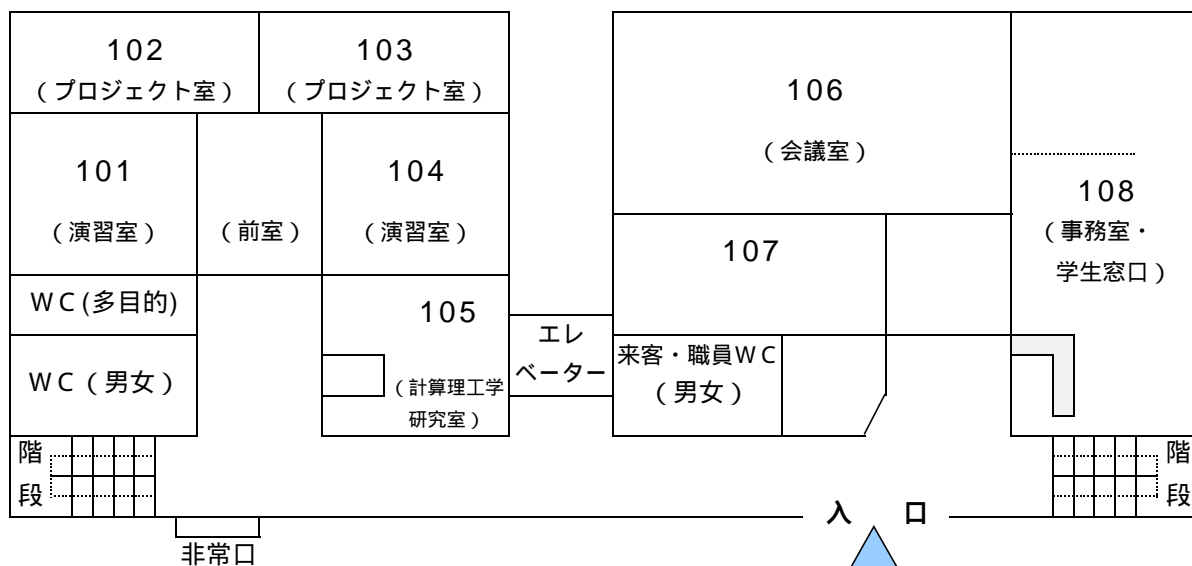 102
(プロジェクト室)
103
(プロジェクト室)
106
(会議室)
101
(演習室)
(前室)
104
(演習室)
108
(事務室・
学生窓口)
107
WC(多目的)
105
(計算理工学
研究室)
エレ
ベーター
来客・職員WC
(男女)
WC(男女)
階
段
階
段
入 口
非常口